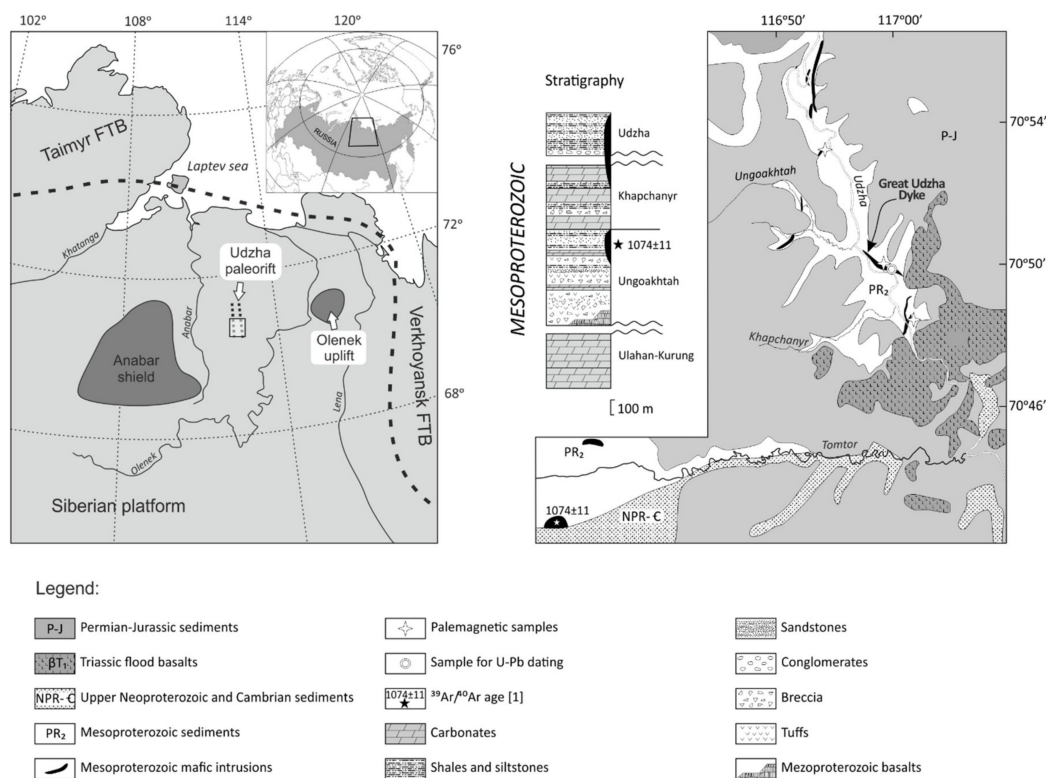 102°
108°
114°
120°
76°
72°
68°
Taimyr FTB
Laptev sea
RUSSIA
Khatanga
Udzha
paleorift
Anabar
Olenek
uplift
Anabar
shield
Verkhoyansk FTB
Lena
Olenek
Siberian platform
Stratigraphy
MESOPROTEROZOIC
Udzha
Khapchanyr
1074±11
Ungoakhtah
Ulahan-Kurung
100 m
116°50'
117°00'
70°54'
70°50'
70°46'
P-J
Ungoakhtah
Udzha
Great Udzha
Dyke
PR₂
Khapchanyr
Tomtor
PR₂
1074±11
NPR-Є
Legend:
P-J Permian-Jurassic sediments
βT₁ Triassic flood basalts
NPR-Є Upper Neoproterozoic and Cambrian sediments
PR₂ Mesoproterozoic sediments
Mesoproterozoic mafic intrusions
Palemagnetic samples
Sample for U-Pb dating
1074±11 ³⁹Ar/⁴⁰Ar age [1]
Carbonates
Shales and siltstones
Sandstones
Conglomerates
Breccia
Tuffs
Mezoproterozoic basalts